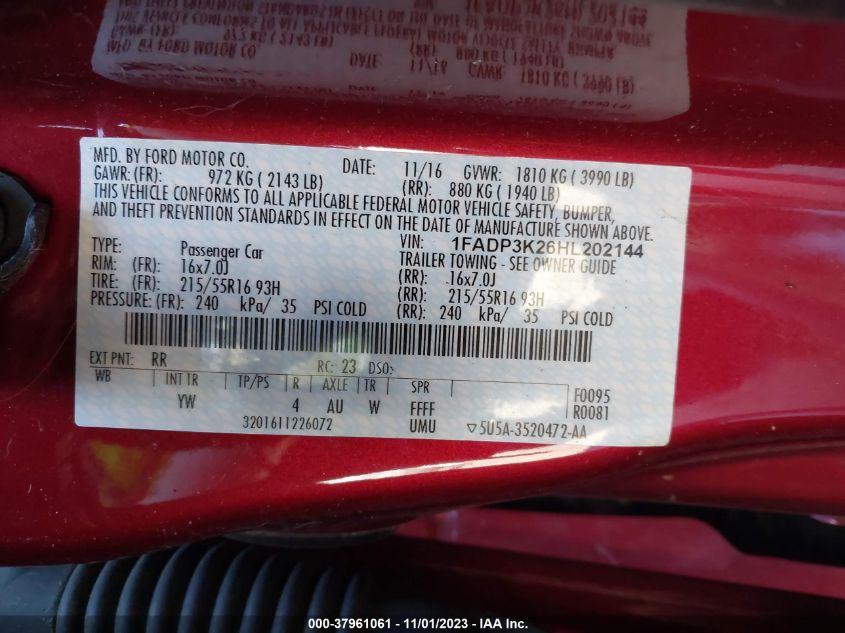 MFD. BY FORD MOTOR CO. DATE: 11/16 GVWR: 1810 KG ( 3990 LB)
GAWR: (FR): 972 KG ( 2143 LB) (RR): 880 KG ( 1940 LB)
THIS VEHICLE CONFORMS TO ALL APPLICABLE FEDERAL MOTOR VEHICLE SAFETY, BUMPER,
AND THEFT PREVENTION STANDARDS IN EFFECT ON THE DATE OF MANUFACTURE SHOWN ABOVE.
VIN: 1FADP3K26HL202144
TYPE: Passenger Car TRAILER TOWING - SEE OWNER GUIDE
RIM: (FR): 16x7.0J (RR): 16x7.0J
TIRE: (FR): 215/55R16 93H (RR): 215/55R16 93H
PRESSURE: (FR): 240 kPa/ 35 PSI COLD (RR): 240 kPa/ 35 PSI COLD
EXT PNT: RR RC: 23 DSO:
WB INT TR TP/PS R AXLE TR SPR F0095
YW 4 AU W FFFF R0081
3201611226072 UMU ▽5U5A-3520472-AA
000-37961061 - 11/01/2023 - IAA Inc.